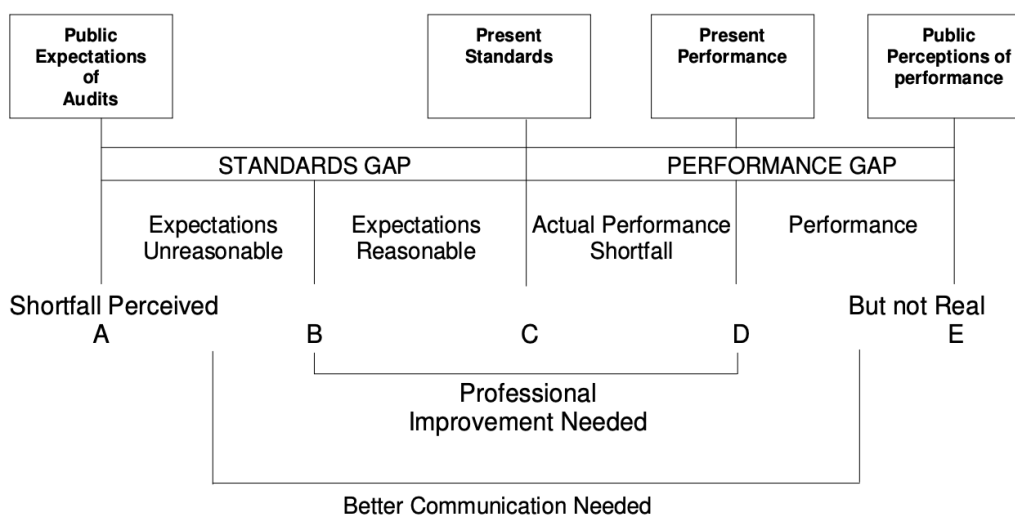 Public
Expectations
of
Audits
Present
Standards
Present
Performance
Public
Perceptions of
performance
STANDARDS GAP
PERFORMANCE GAP
Expectations
Unreasonable
Expectations
Reasonable
Actual Performance
Shortfall
Performance
Shortfall Perceived
But not Real
A
B
C
D
E
Professional
Improvement Needed
Better Communication Needed